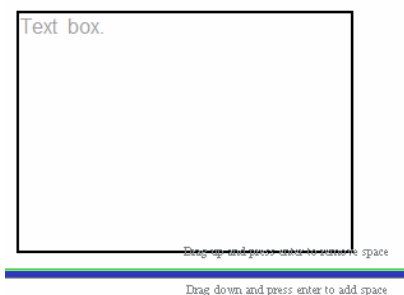 Text box.
Drag up and press enter to remove space
Drag down and press enter to add space